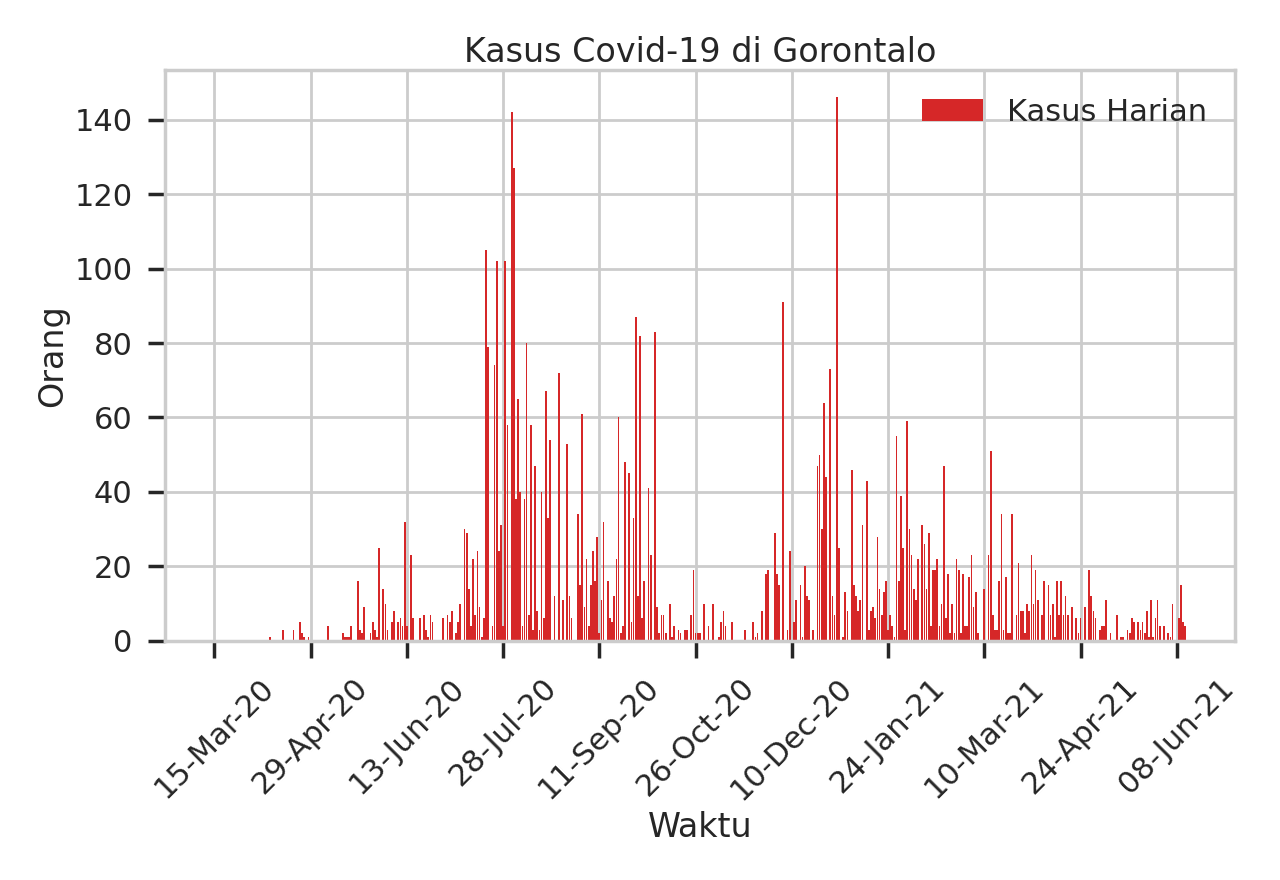 Kasus Covid-19 di Gorontalo
Kasus Harian
140
120
100
80
60
40
20
0
Orang
15-Mar-20
29-Apr-20
13-Jun-20
28-Jul-20
11-Sep-20
26-Oct-20
10-Dec-20
24-Jan-21
10-Mar-21
24-Apr-21
08-Jun-21
Waktu